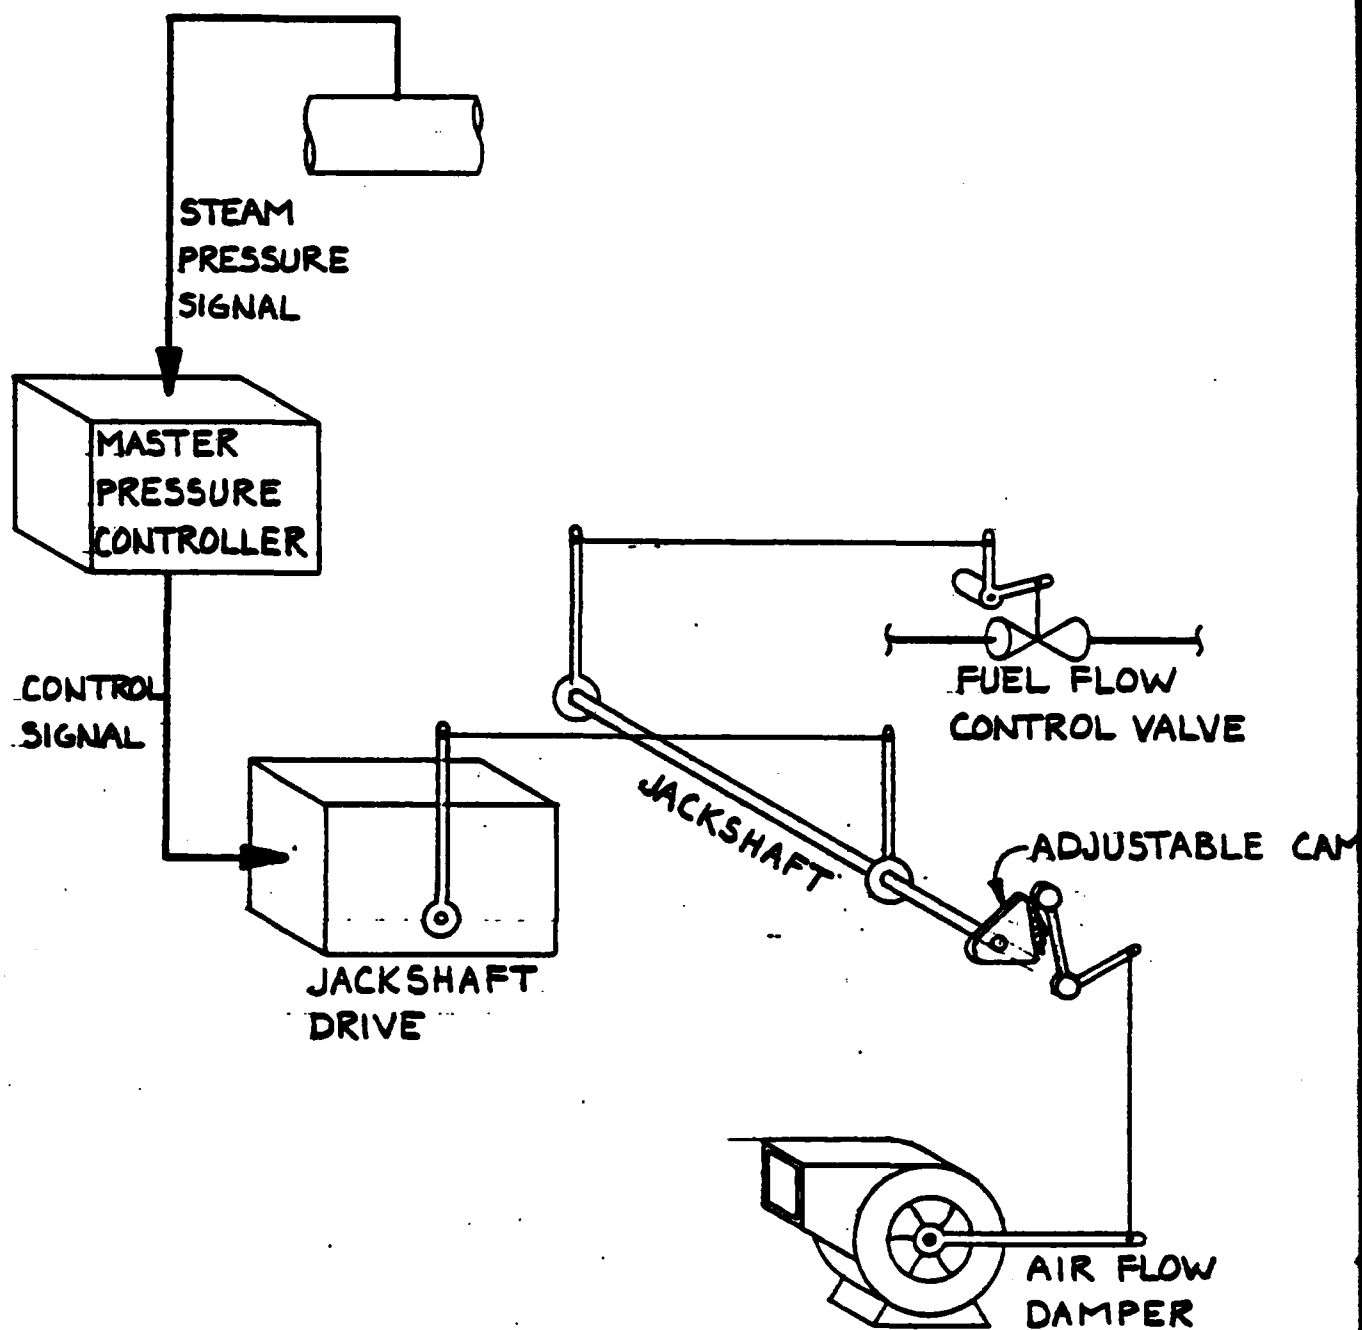 STEAM
PRESSURE
SIGNAL
MASTER
PRESSURE
CONTROLLER
CONTROL
SIGNAL
FUEL FLOW
CONTROL VALVE
JACKSHAFT
ADJUSTABLE CAM
JACKSHAFT
DRIVE
AIR FLOW
DAMPER